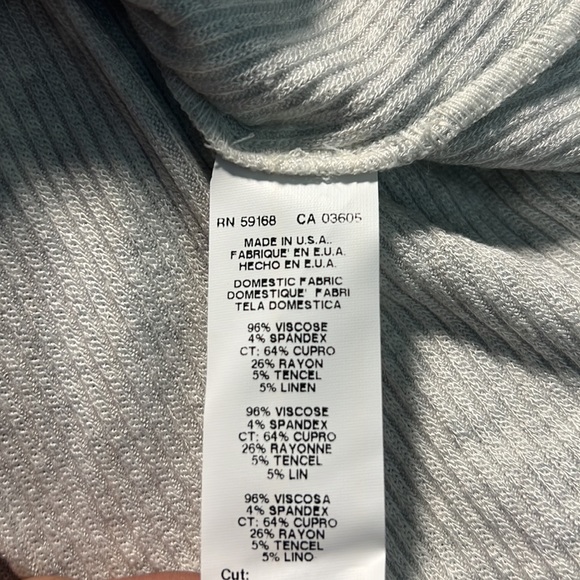 RN 59168 CA 03605
MADE IN U.S.A..
FABRIQUE' EN E.U.A.
HECHO EN E.U.A.
DOMESTIC FABRIC
DOMESTIQUE' FABRI
TELA DOMESTICA
96% VISCOSE
4% SPANDEX
CT: 64% CUPRO
26% RAYON
5% TENCEL
5% LINEN
96% VISCOSE
4% SPANDEX
CT: 64% CUPRO
26% RAYONNE
5% TENCEL
5% LIN
96% VISCOSA
4% SPANDEX
CT: 64% CUPRO
26% RAYON
5% TENCEL
5% LINO
Cut: